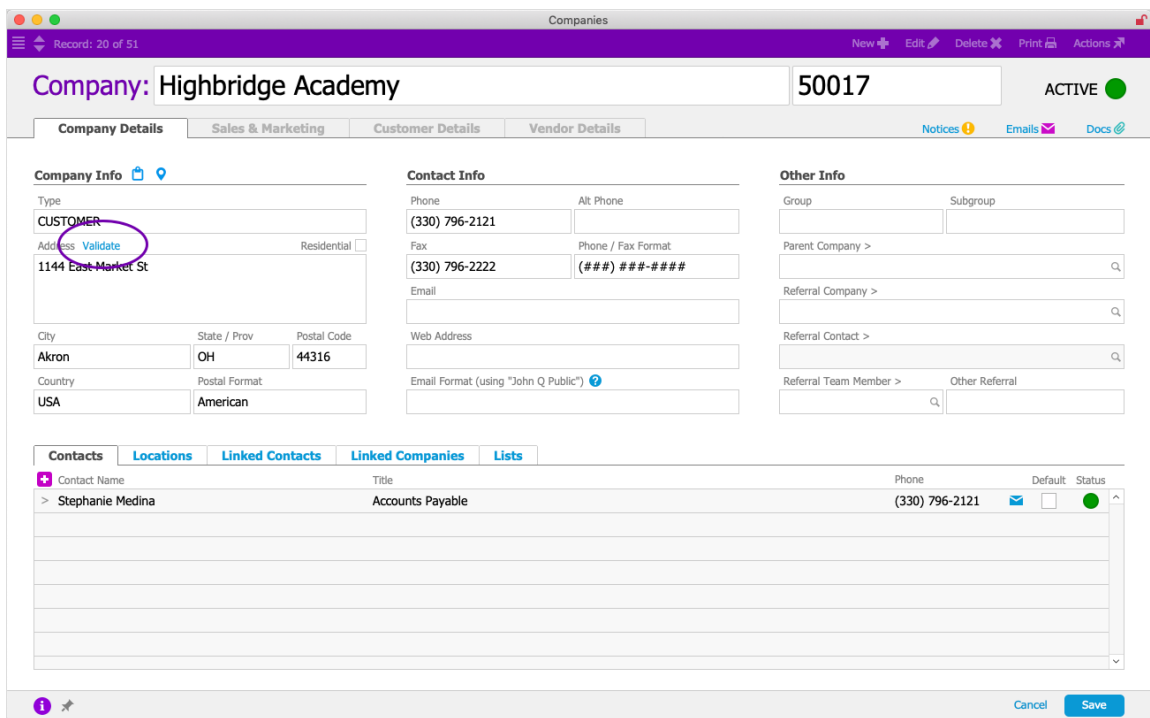 Companies
Record: 20 of 51 New Edit Delete Print Actions
Company: Highbridge Academy 50017 ACTIVE
Company Details Sales & Marketing Customer Details Vendor Details Notices Emails Docs
Company Info Contact Info Other Info
Type Phone Alt Phone Group Subgroup
CUSTOMER (330) 796-2121
Address Validate Residential Fax Phone / Fax Format Parent Company >
1144 East Market St (330) 796-2222 (###) ###-####
Email Referral Company >
City State / Prov Postal Code Web Address Referral Contact >
Akron OH 44316
Country Postal Format Email Format (using "John Q Public") ? Referral Team Member > Other Referral
USA American
Contacts Locations Linked Contacts Linked Companies Lists
Contact Name Title Phone Default Status
> Stephanie Medina Accounts Payable (330) 796-2121
Cancel Save